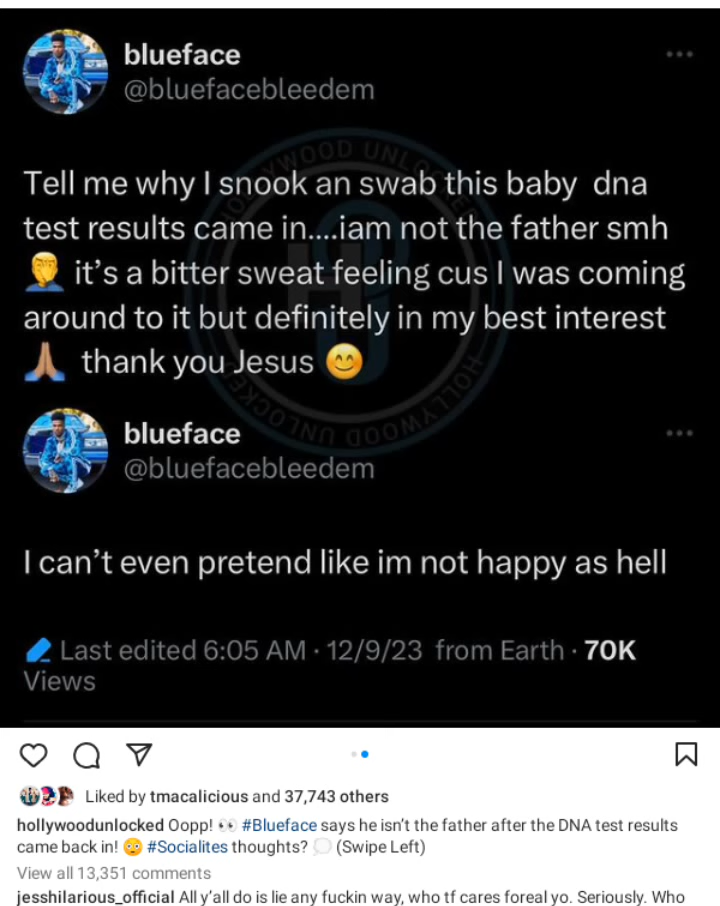 blueface
@bluefacebleedem
Tell me why I snook an swab this baby dna
test results came in....iam not the father smh
🤦‍♂️ it's a bitter sweat feeling cus I was coming
around to it but definitely in my best interest
🙏🏽 thank you Jesus 😊
blueface
@bluefacebleedem
I can't even pretend like im not happy as hell
Last edited 6:05 AM · 12/9/23 from Earth · 70K
Views
HOLLYWOOD UNLOCKED
HOLLYWOOD UNLOCKED
Liked by tmacalicious and 37,743 others
hollywoodunlocked Oopp! 👀 #Blueface says he isn't the father after the DNA test results
came back in! 😳 #Socialites thoughts? 💭 (Swipe Left)
View all 13,351 comments
jesshilarious_official All y'all do is lie any fuckin way, who tf cares foreal yo. Seriously. Who